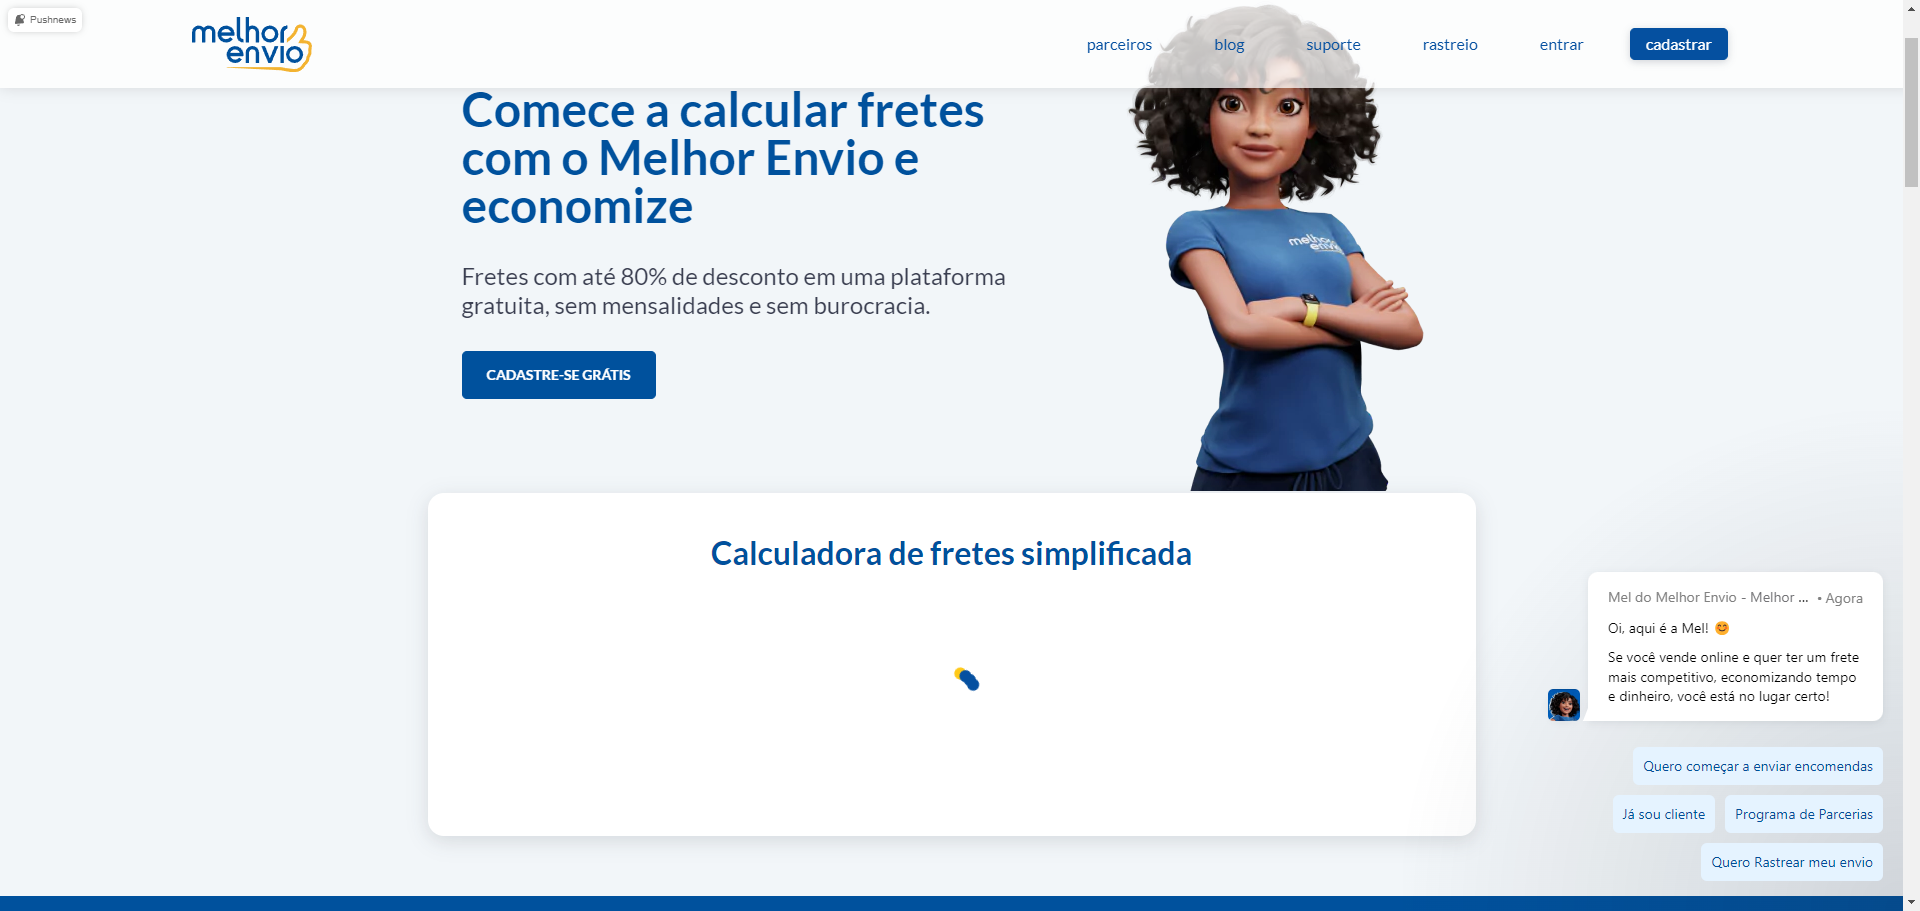 Pushnews
melhor
envio
parceiros
blog
suporte
rastreio
entrar
cadastrar
Comece a calcular fretes
com o Melhor Envio e
economize
Fretes com até 80% de desconto em uma plataforma
gratuita, sem mensalidades e sem burocracia.
CADASTRE-SE GRÁTIS
melhor
envio
Calculadora de fretes simplificada
Mel do Melhor Envio - Melhor ... • Agora
Oi, aqui é a Mel! 😊
Se você vende online e quer ter um frete
mais competitivo, economizando tempo
e dinheiro, você está no lugar certo!
Quero começar a enviar encomendas
Já sou cliente
Programa de Parcerias
Quero Rastrear meu envio